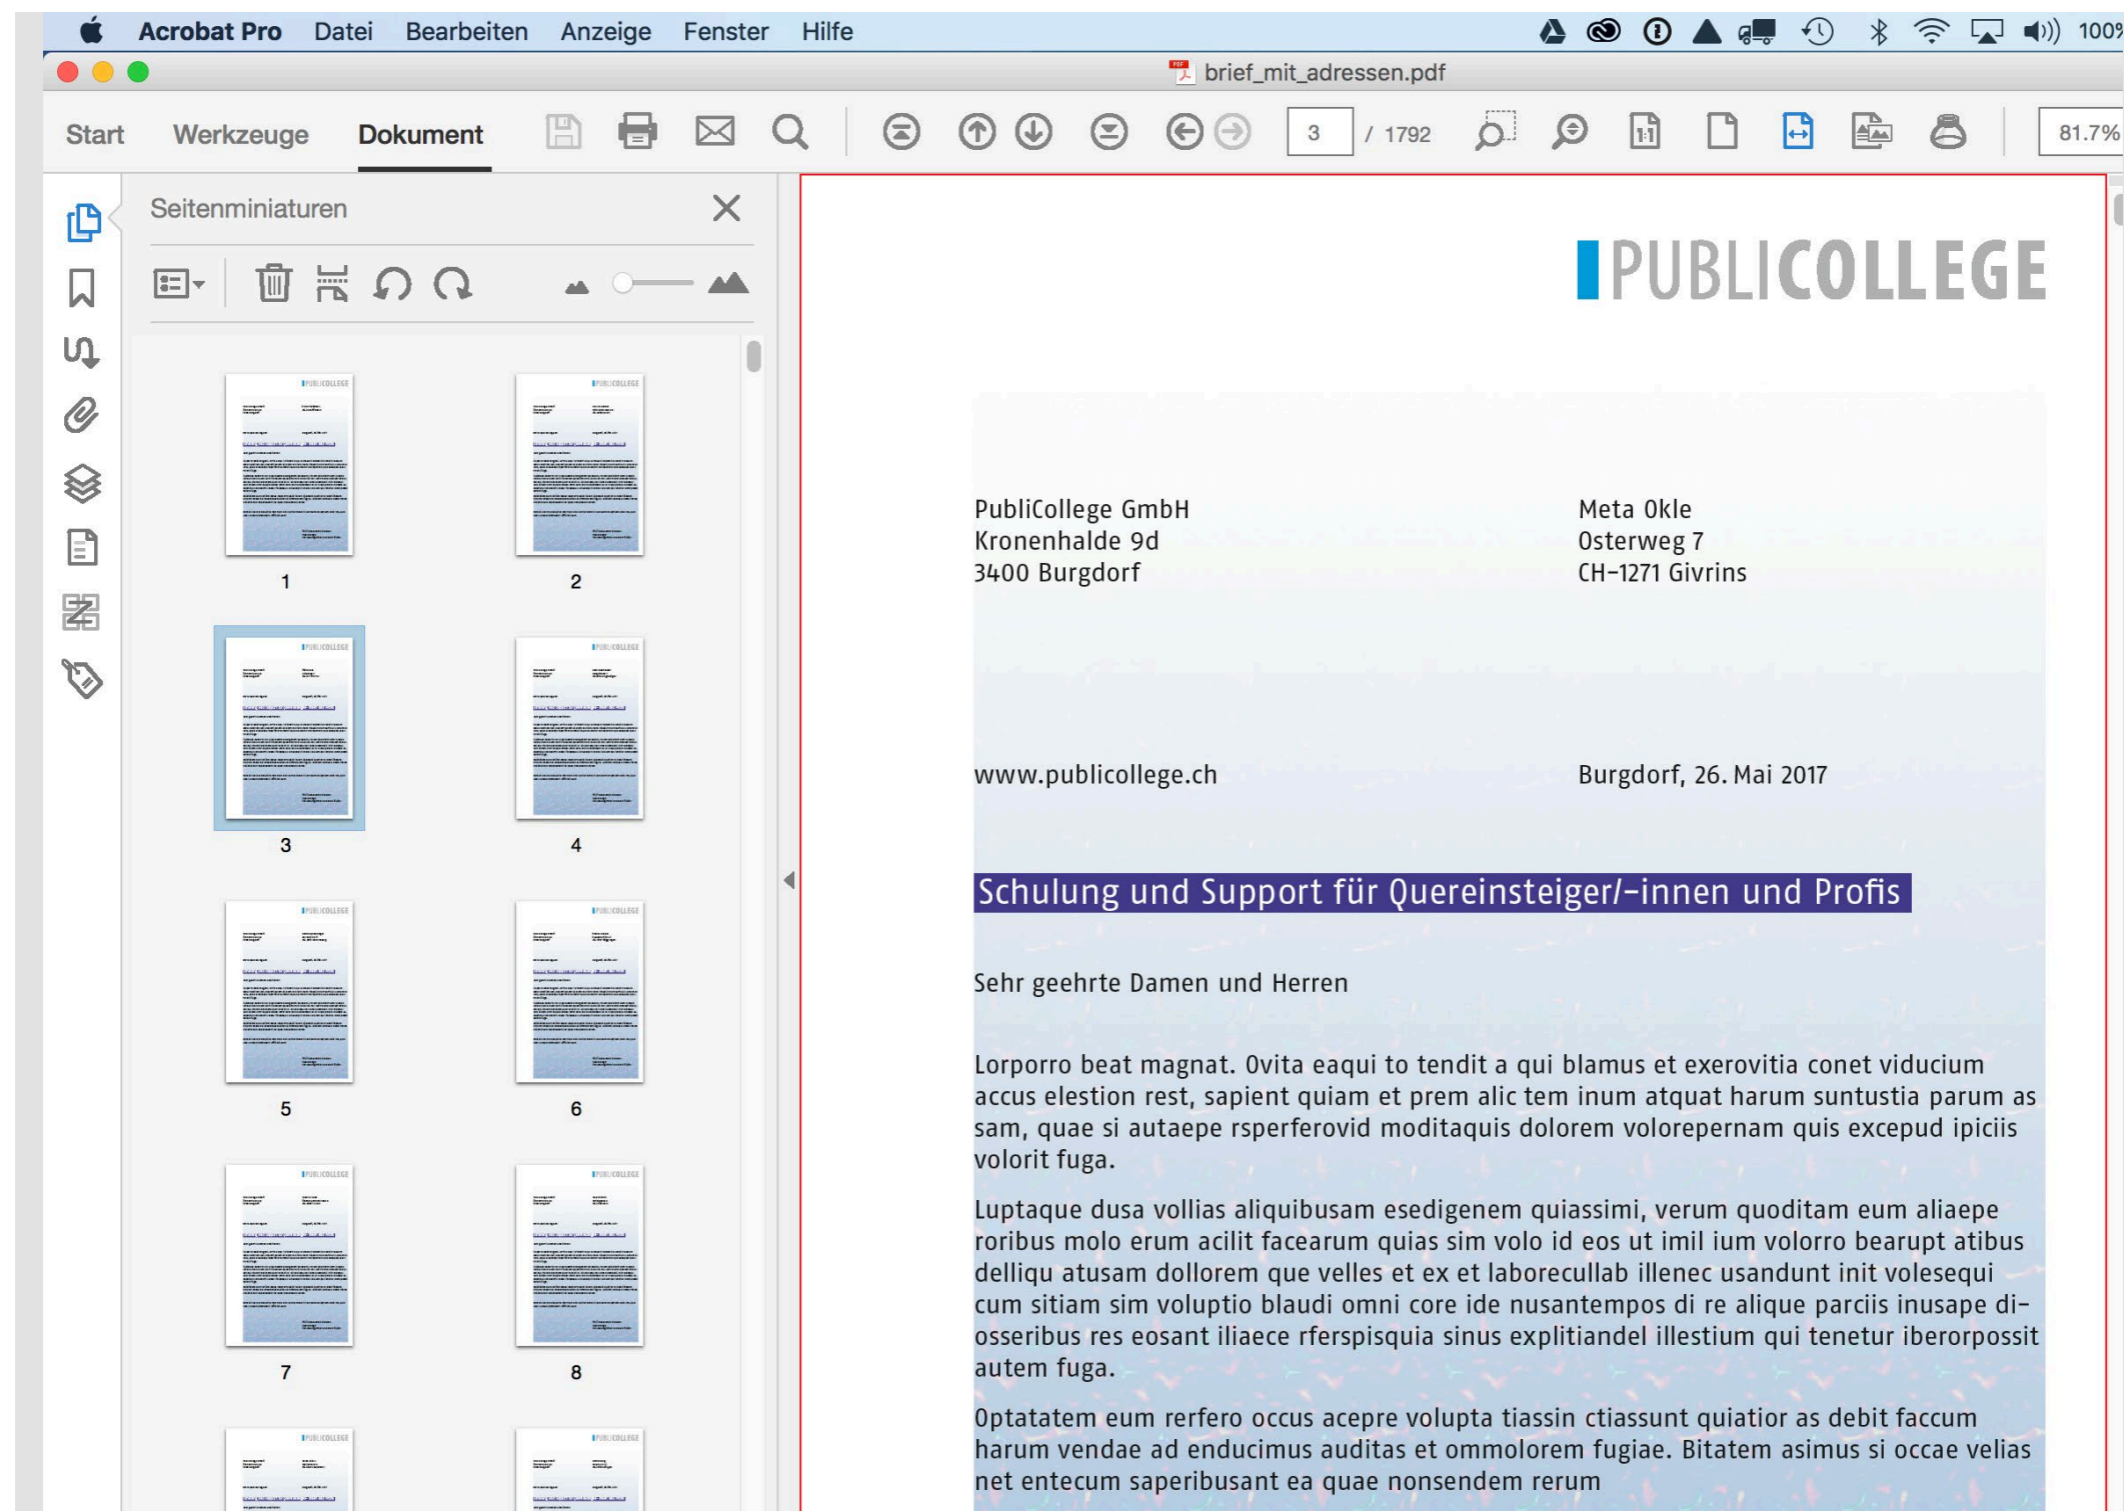 Acrobat Pro Datei Bearbeiten Anzeige Fenster Hilfe 100%
brief_mit_adressen.pdf
Start Werkzeuge Dokument 3 / 1792 81.7%
Seitenminiaturen
1 2
3 4
5 6
7 8
PUBLICOLLEGE
PubliCollege GmbH
Kronenhalde 9d
3400 Burgdorf
Meta Okle
Osterweg 7
CH-1271 Givrins
www.publicollege.ch
Burgdorf, 26. Mai 2017
Schulung und Support für Quereinsteiger/-innen und Profis
Sehr geehrte Damen und Herren
Lorporro beat magnat. Ovita eaqui to tendit a qui blamus et exerovitia conet viducium
accus elestion rest, sapient quiam et prem alic tem inum atquat harum suntustia parum as
sam, quae si autaepe rsperferovid moditaquis dolorem volorepernam quis excepud ipiciis
volorit fuga.
Luptaque dusa vollias aliquibusam esedigenem quiassimi, verum quoditam eum aliaepe
roribus molo erum acilit facearum quias sim volo id eos ut imil ium volorro bearupt atibus
delliqu atusam dollorem que velles et ex et laborecullab illenec usandunt init volesequi
cum sitiam sim voluptio blaudi omni core ide nusantempos di re alique parciis inusape di-
osseribus res eosant iliaece rferspisquia sinus explitiandel illestium qui tenetur iberorpossit
autem fuga.
Optatatem eum rerfero occus acepre volupta tiassin ctiassunt quiatior as debit faccum
harum vendae ad enducimus auditas et ommolorem fugiae. Bitatem asimus si occae velias
net entecum saperibusant ea quae nonsendem rerum